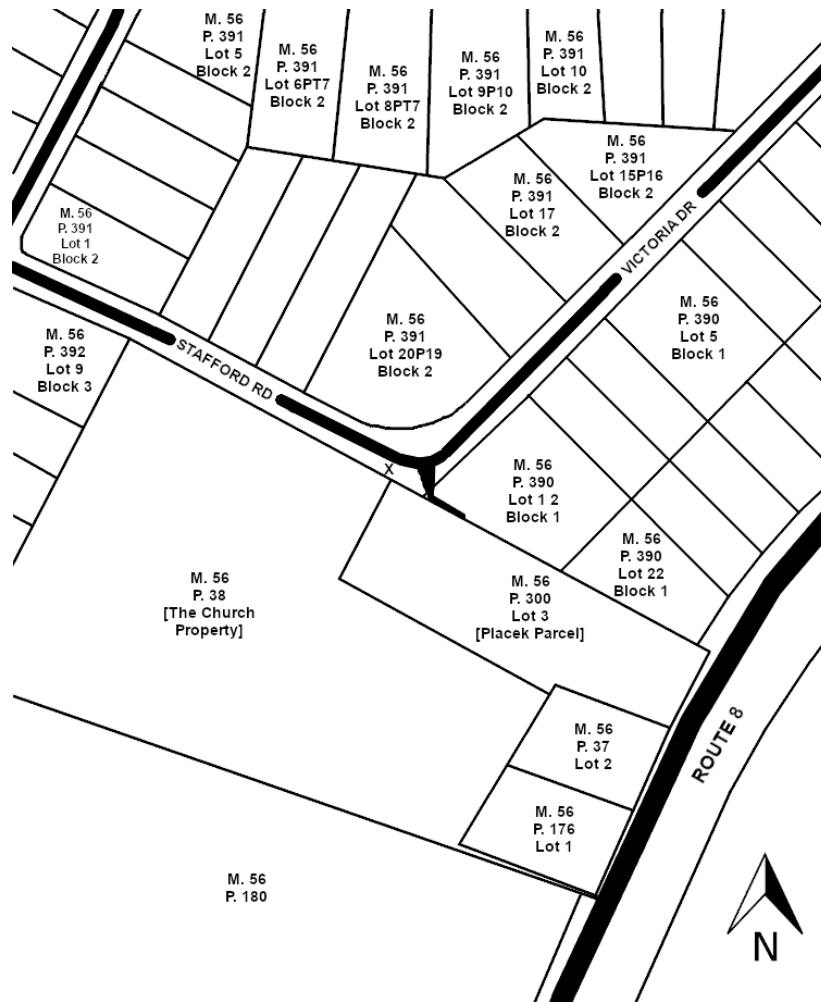 M. 56
P. 391
Lot 5
Block 2
M. 56
P. 391
Lot 6PT7
Block 2
M. 56
P. 391
Lot 8PT7
Block 2
M. 56
P. 391
Lot 9P10
Block 2
M. 56
P. 391
Lot 10
Block 2
M. 56
P. 391
Lot 15P16
Block 2
M. 56
P. 391
Lot 17
Block 2
M. 56
P. 391
Lot 1
Block 2
VICTORIA DR
M. 56
P. 390
Lot 5
Block 1
M. 56
P. 391
Lot 20P19
Block 2
M. 56
P. 392
Lot 9
Block 3
STAFFORD RD
X
M. 56
P. 390
Lot 1 2
Block 1
M. 56
P. 390
Lot 22
Block 1
M. 56
P. 38
[The Church
Property]
M. 56
P. 300
Lot 3
[Placek Parcel]
M. 56
P. 37
Lot 2
ROUTE 8
M. 56
P. 176
Lot 1
M. 56
P. 180
N